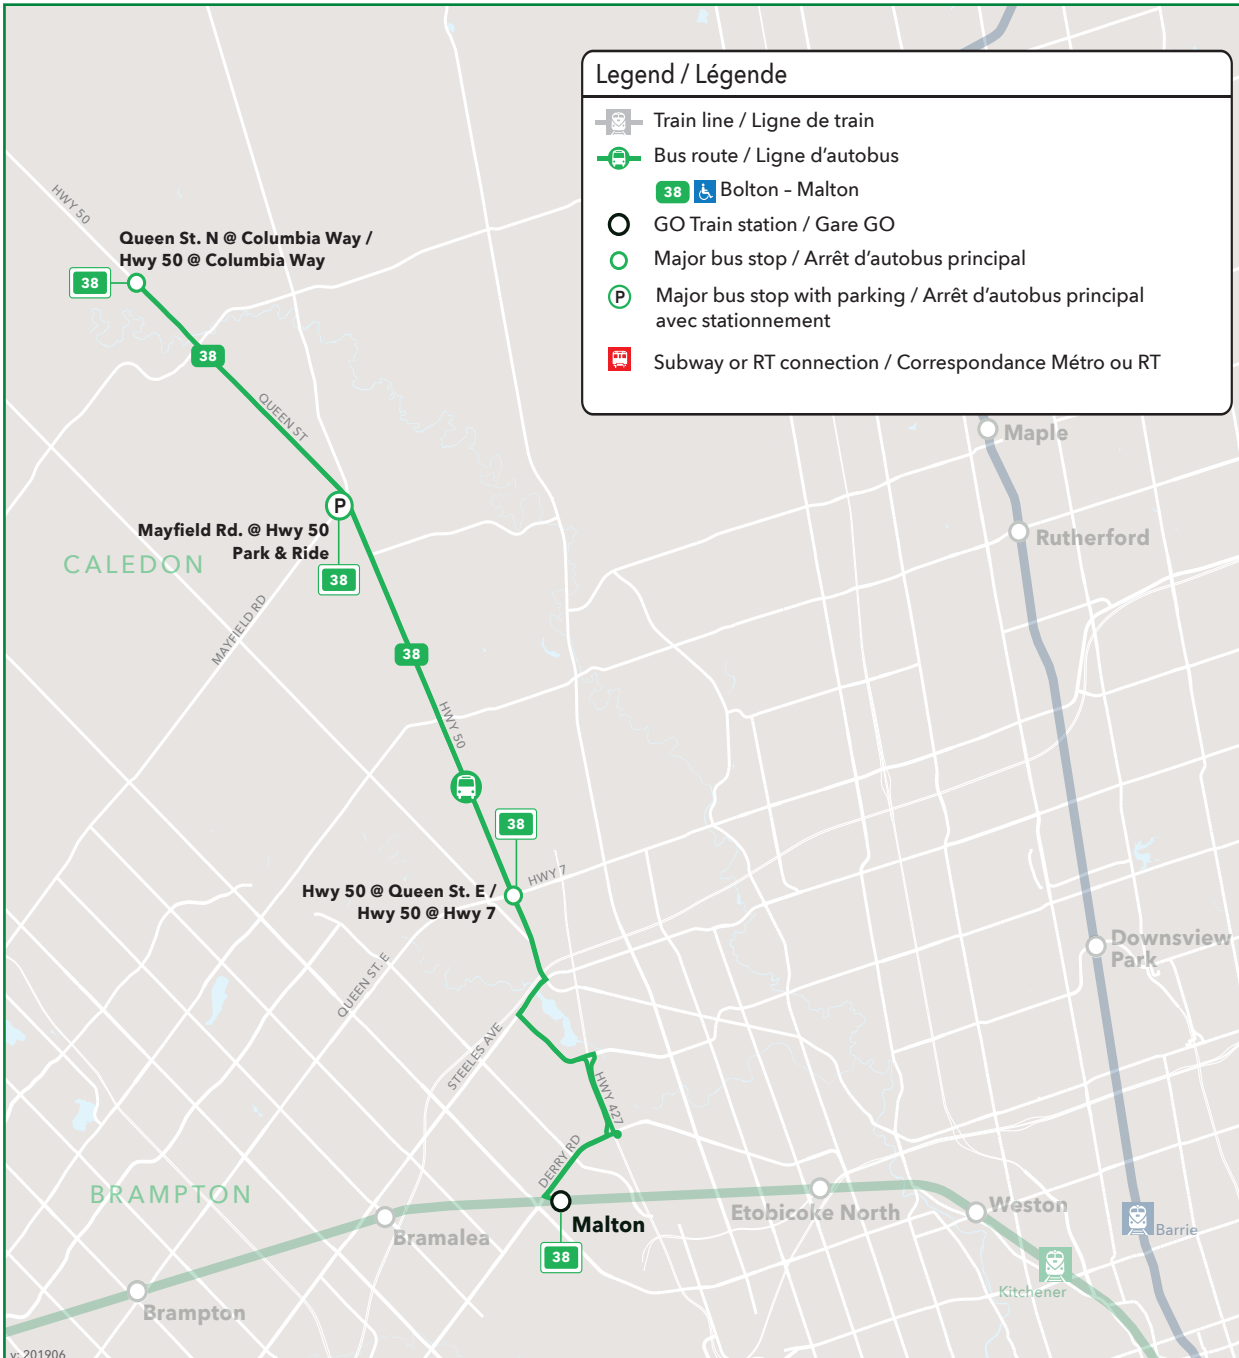 Legend / Légende
Train line / Ligne de train
Bus route / Ligne d'autobus
38 Bolton – Malton
GO Train station / Gare GO
Major bus stop / Arrêt d'autobus principal
P Major bus stop with parking / Arrêt d'autobus principal
avec stationnement
Subway or RT connection / Correspondance Métro ou RT
HWY 50
Queen St. N @ Columbia Way /
Hwy 50 @ Columbia Way
38
38
QUEEN ST
Maple
P
Mayfield Rd. @ Hwy 50
Park & Ride
Rutherford
CALEDON
38
MAYFIELD RD
38
HWY 50
38
HWY 7
Hwy 50 @ Queen St. E /
Hwy 50 @ Hwy 7
Downsview
Park
QUEEN ST. E
STEELES AVE
HWY 427
DERRY RD
BRAMPTON
Malton
Etobicoke North
Weston
Bramalea
Barrie
38
Kitchener
Brampton
v: 201906